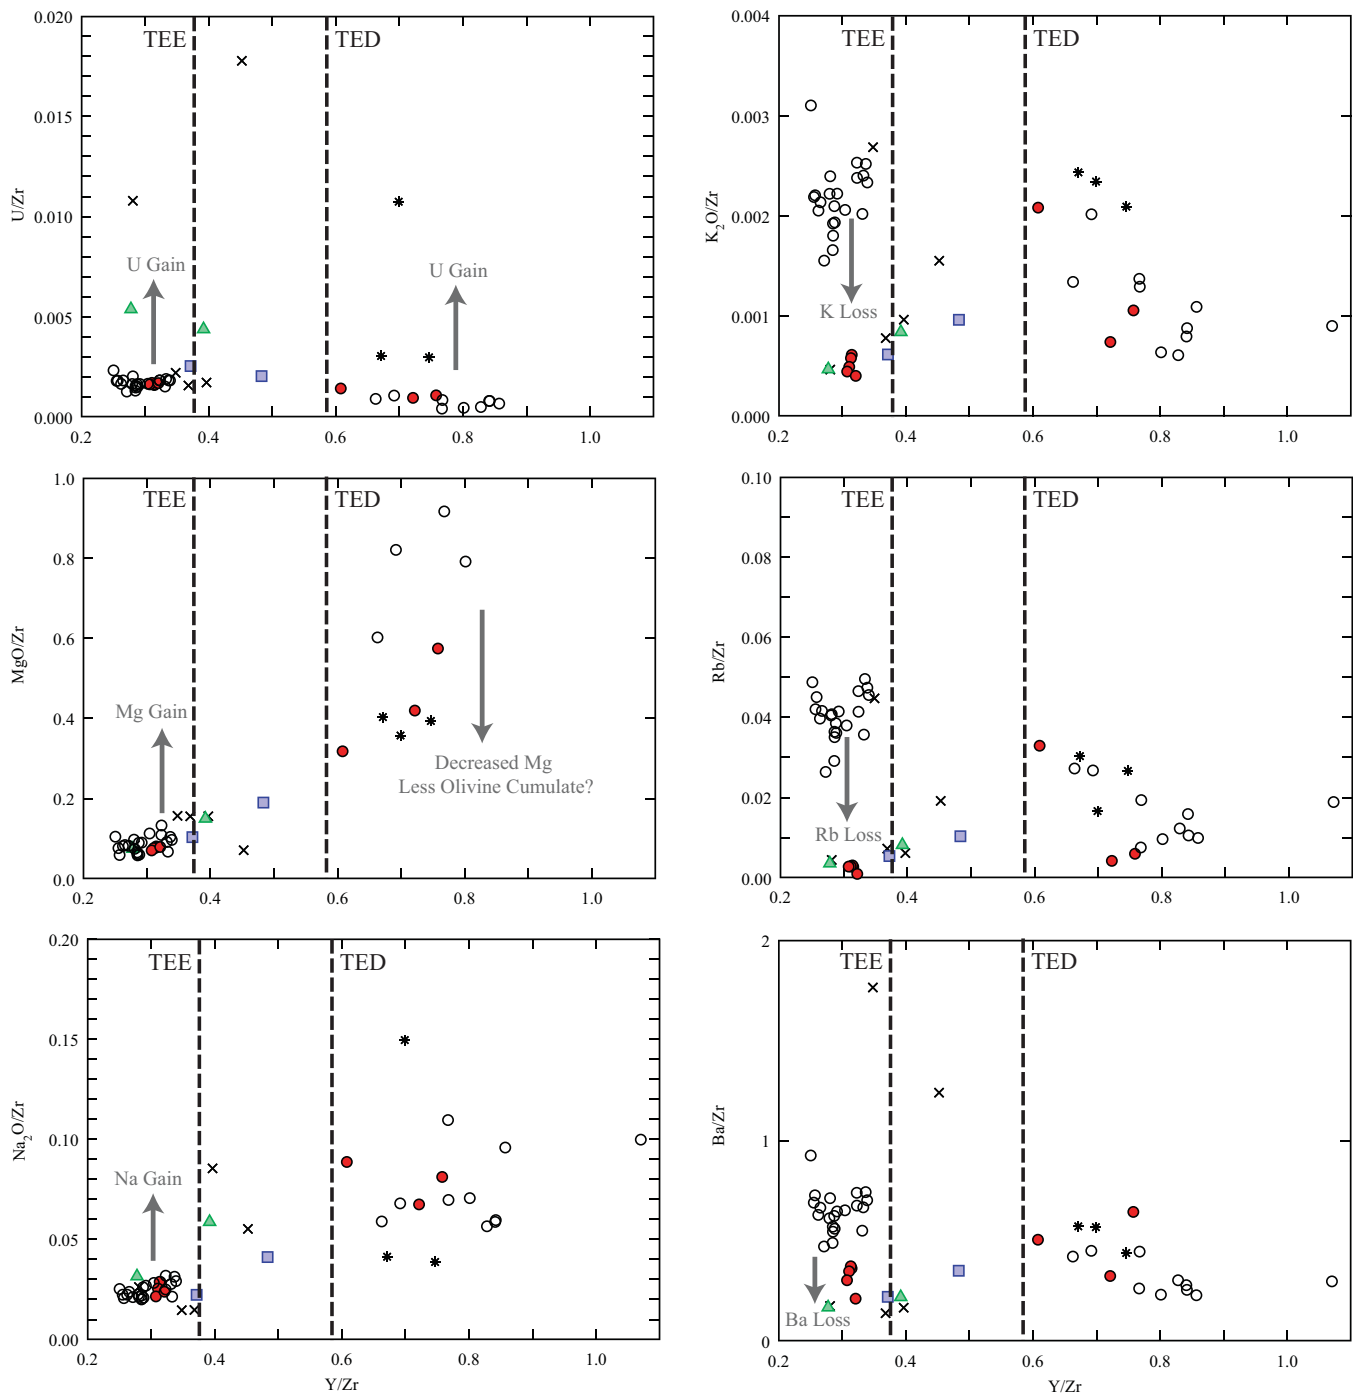 0.020
TEE
TED
0.015
0.010
0.005
0.000
U/Zr
U Gain
U Gain
0.2
0.4
0.6
0.8
1.0
0.004
TEE
TED
0.003
0.002
0.001
0.000
K2O/Zr
K Loss
0.2
0.4
0.6
0.8
1.0
1.0
TEE
TED
0.8
0.6
0.4
0.2
0.0
MgO/Zr
Mg Gain
Decreased Mg
Less Olivine Cumulate?
0.2
0.4
0.6
0.8
1.0
0.10
TEE
TED
0.08
0.06
0.04
0.02
0.00
Rb/Zr
Rb Loss
0.2
0.4
0.6
0.8
1.0
0.20
TEE
TED
0.15
0.10
0.05
0.00
Na2O/Zr
Na Gain
0.2
0.4
0.6
0.8
1.0
Y/Zr
2
TEE
TED
1
0
Ba/Zr
Ba Loss
0.2
0.4
0.6
0.8
1.0
Y/Zr